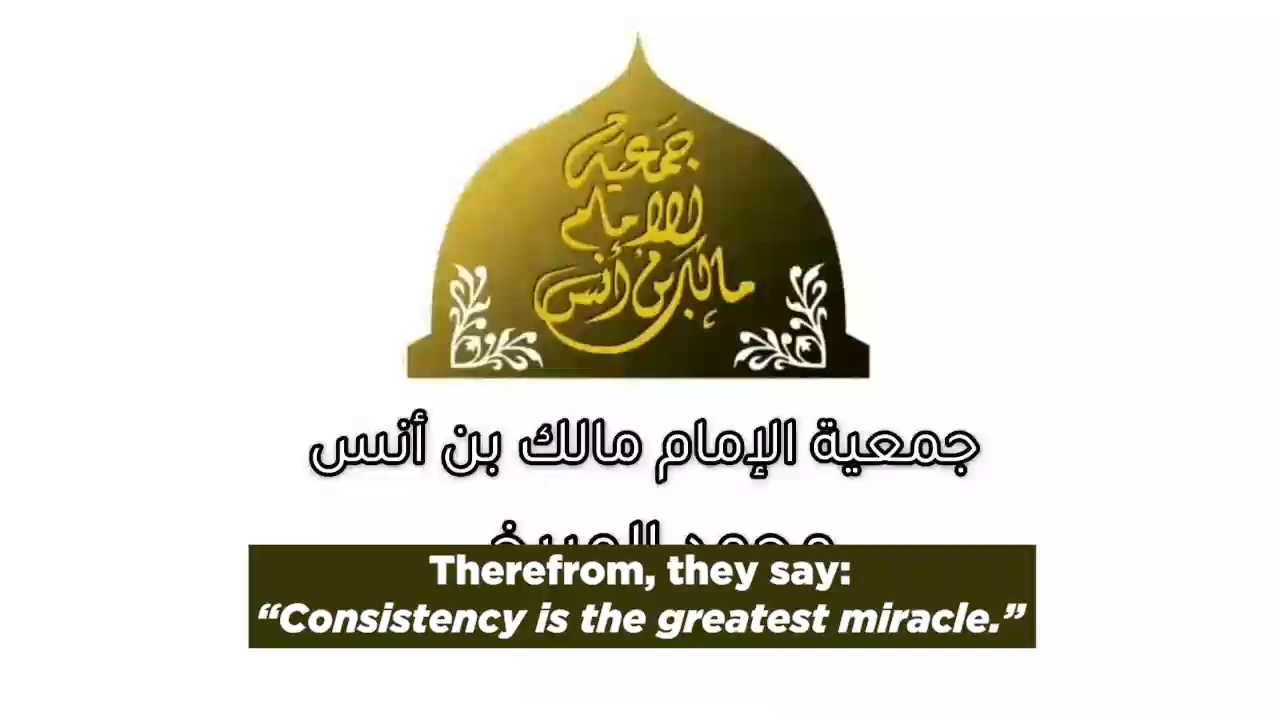 جمعية
الإمام
مالك بن أنس
جمعية الإمام مالك بن أنس
Therefrom, they say:
“Consistency is the greatest miracle.”